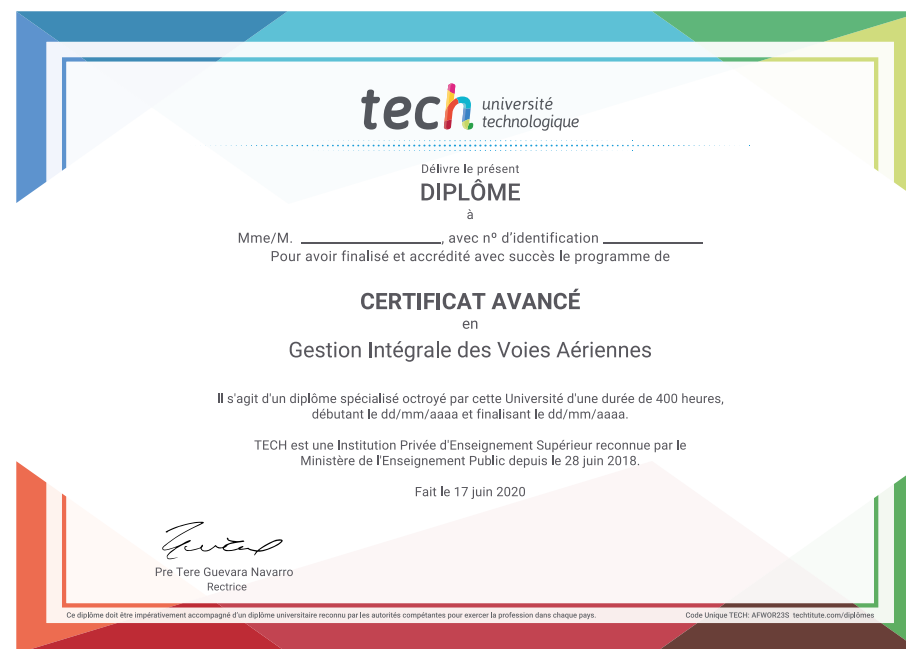 tech université
technologique
Délivre le présent
DIPLÔME
à
Mme/M. ____________________, avec nº d'identification ______________
Pour avoir finalisé et accrédité avec succès le programme de
CERTIFICAT AVANCÉ
en
Gestion Intégrale des Voies Aériennes
Il s'agit d'un diplôme spécialisé octroyé par cette Université d'une durée de 400 heures,
débutant le dd/mm/aaaa et finalisant le dd/mm/aaaa.
TECH est une Institution Privée d'Enseignement Supérieur reconnue par le
Ministère de l'Enseignement Public depuis le 28 juin 2018.
Fait le 17 juin 2020
Pre Tere Guevara Navarro
Rectrice
Ce diplôme doit être impérativement accompagné d'un diplôme universitaire reconnu par les autorités compétantes pour exercer la profession dans chaque pays.
Code Unique TECH: AFWOR23S techtitute.com/diplômes